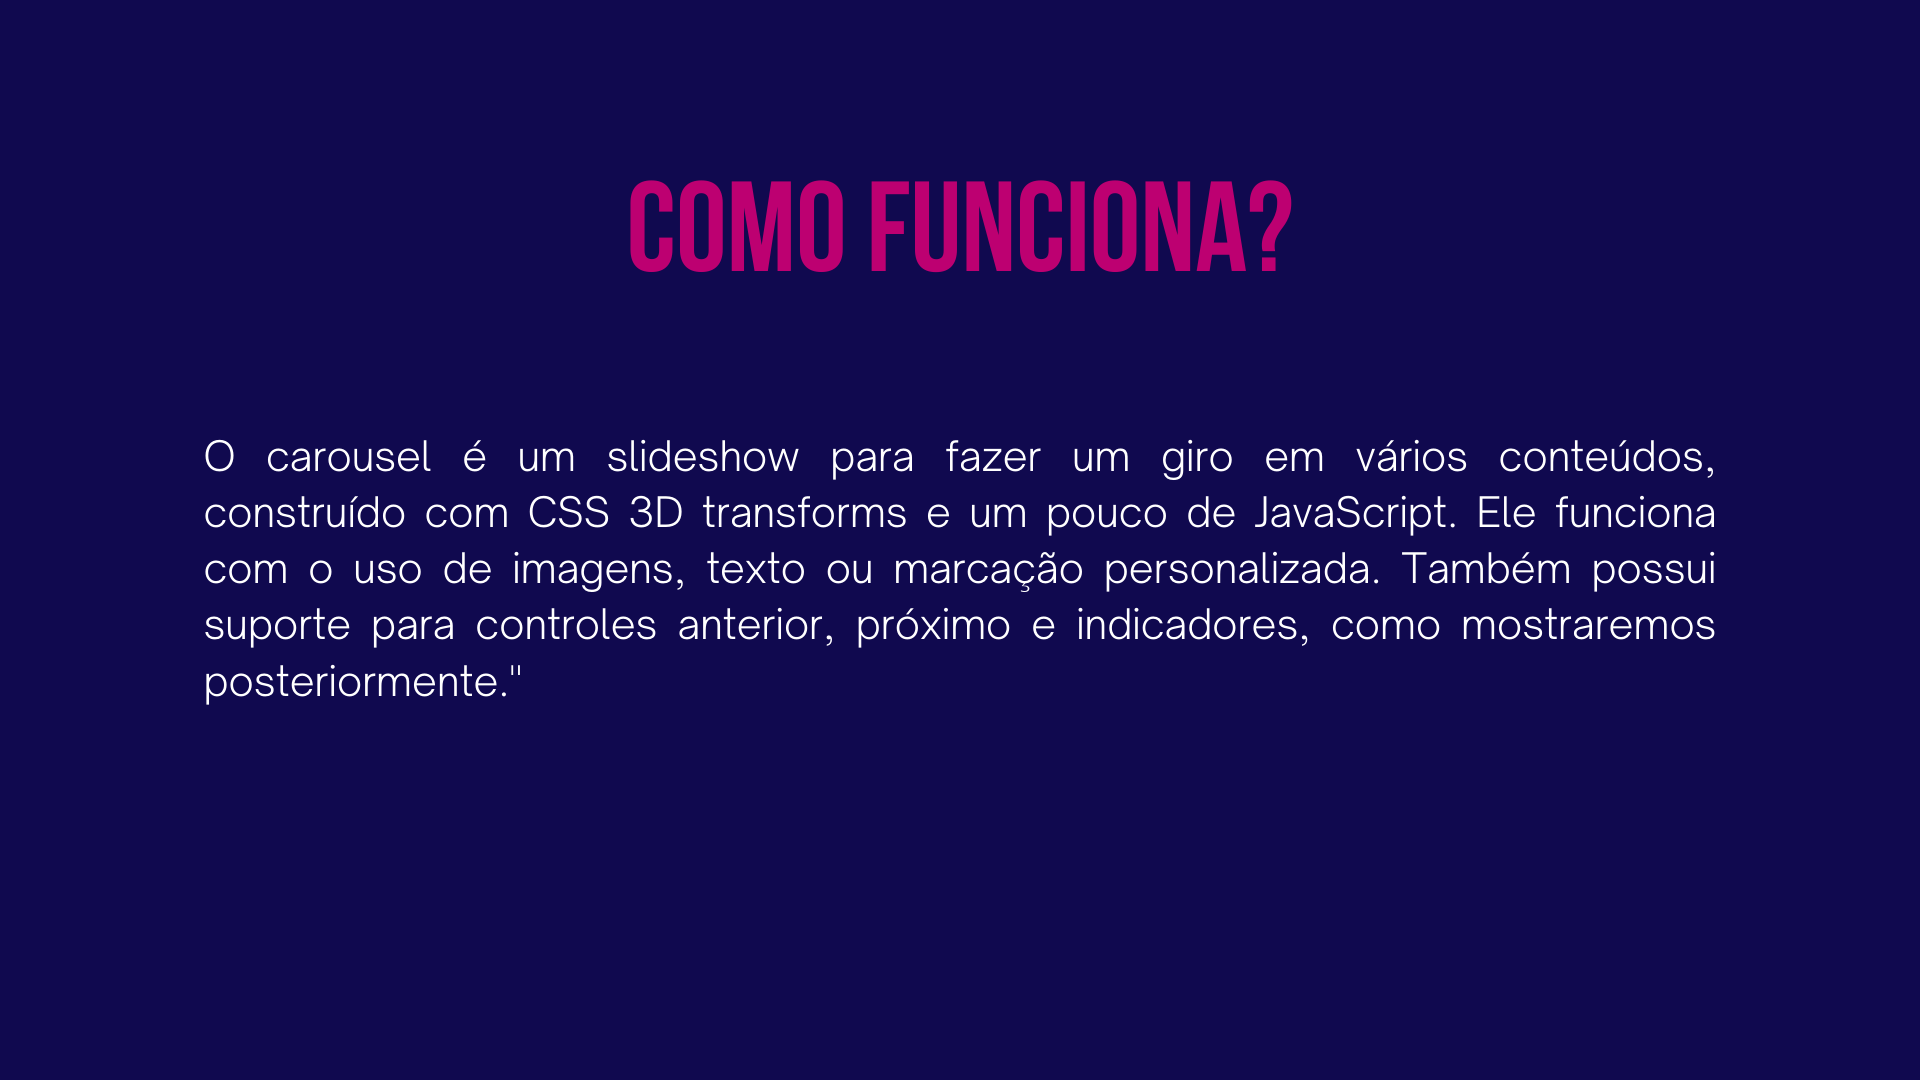 COMO FUNCIONA?
O carousel é um slideshow para fazer um giro em vários conteúdos,
construído com CSS 3D transforms e um pouco de JavaScript. Ele funciona
com o uso de imagens, texto ou marcação personalizada. Também possui
suporte para controles anterior, próximo e indicadores, como mostraremos
posteriormente."